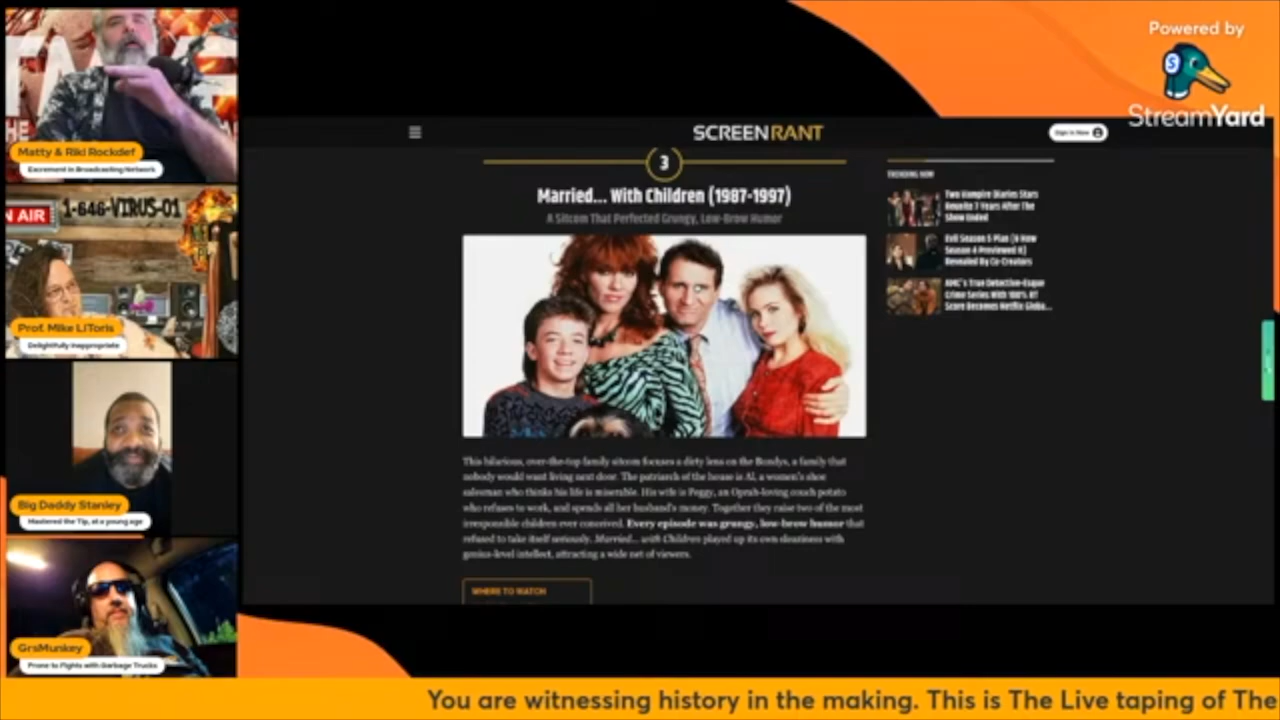 Powered by
StreamYard
Matty & Riki Rockdef
Excrement in Broadcasting Network
N AIR
1-646-VIRUS-01
Prof. Mike LiToris
Delightfully Inappropriate
Big Daddy Stanley
Mastered the Tip, at a young age
GrsMunkey
Prone to Fights with Garbage Trucks
SCREENRANT
Sign In Now
3
Married... With Children (1987-1997)
A Sitcom That Perfected Grungy, Low-Brow Humor
This hilarious, over-the-top family sitcom focuses a dirty lens on the Bundys, a family that
nobody would want living next door. The patriarch of the house is Al, a women's shoe
salesman who thinks his life is miserable. His wife is Peggy, an Oprah-loving couch potato
who refuses to work, and spends all her husband's money. Together they raise two of the most
irresponsible children ever conceived. Every episode was grungy, low-brow humor that
refused to take itself seriously. Married... with Children played up its own sleaziness with
genius-level intellect, attracting a wide net of viewers.
WHERE TO WATCH
TRENDING NOW
Two Vampire Diaries Stars
Reunite 7 Years After The
Show Ended
Evil Season 5 Plan (& How
Season 4 Previewed It)
Revealed By Co-Creators
AMC's True Detective-Esque
Crime Series With 100% RT
Score Becomes Netflix Globa...
You are witnessing history in the making. This is The Live taping of The